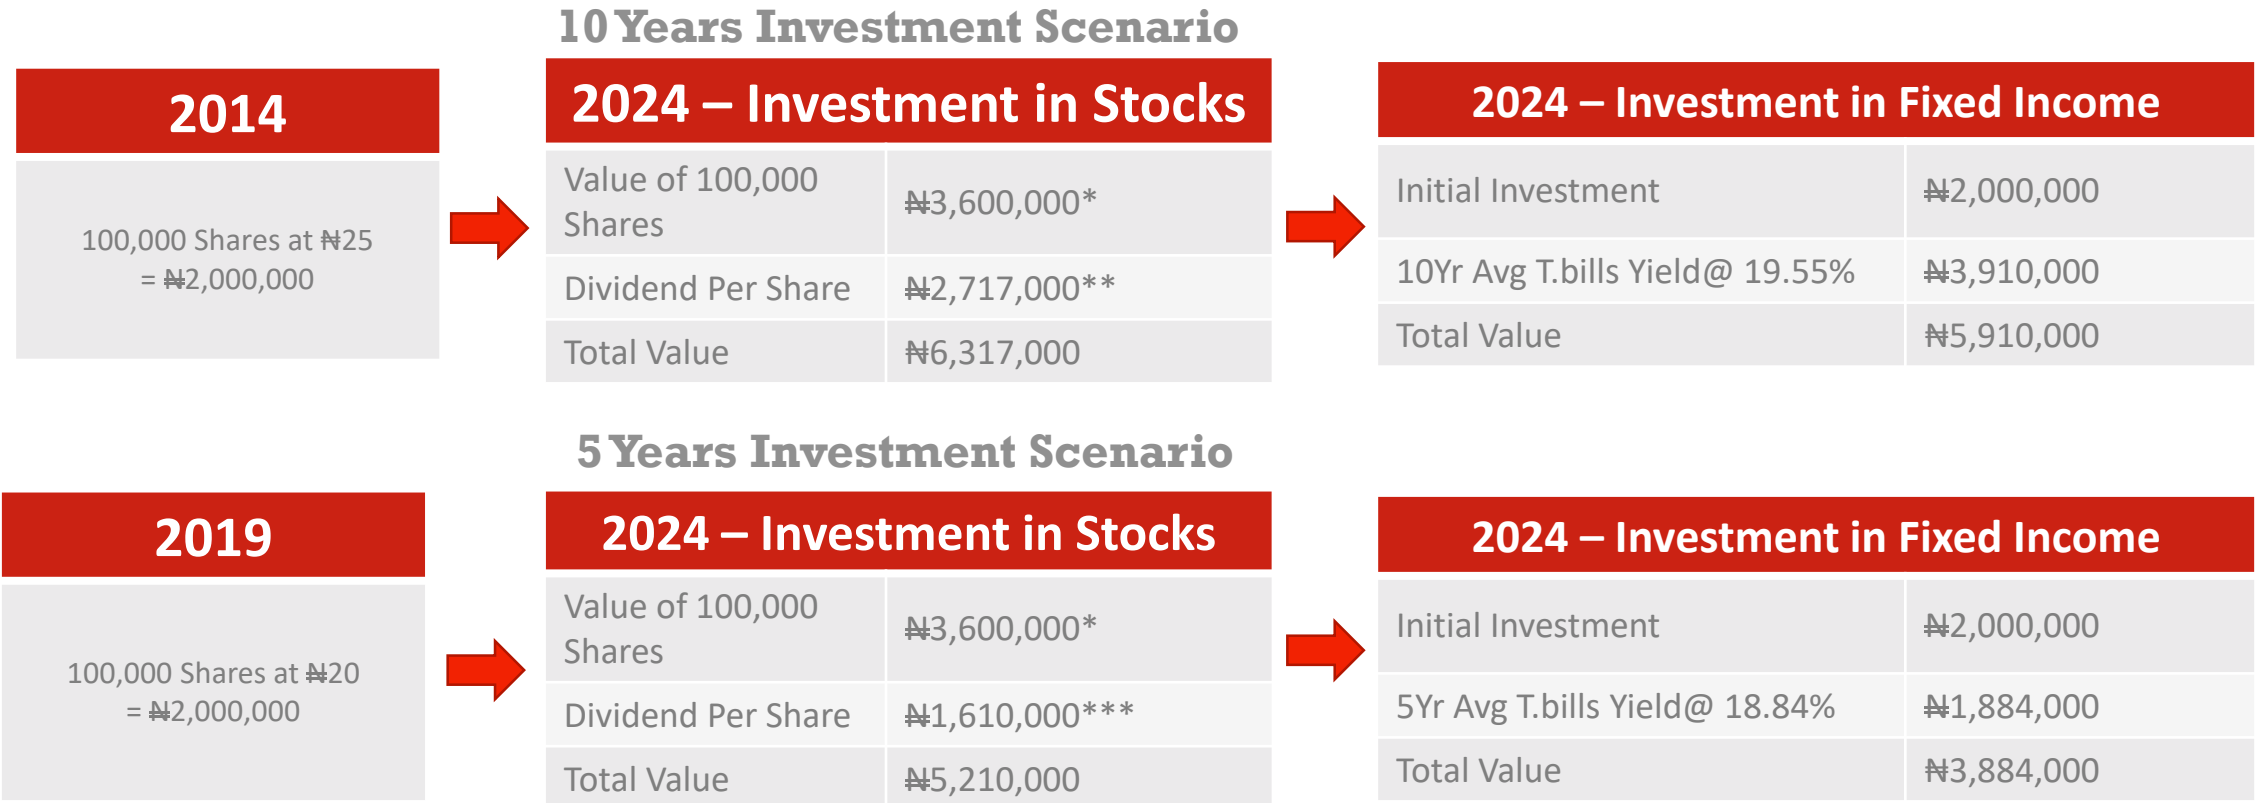 10 Years Investment Scenario
2014
100,000 Shares at ₦25
= ₦2,000,000
2024 – Investment in Stocks
Value of 100,000
Shares
₦3,600,000*
Dividend Per Share
₦2,717,000**
Total Value
₦6,317,000
2024 – Investment in Fixed Income
Initial Investment
₦2,000,000
10Yr Avg T.bills Yield@ 19.55%
₦3,910,000
Total Value
₦5,910,000
5 Years Investment Scenario
2019
100,000 Shares at ₦20
= ₦2,000,000
2024 – Investment in Stocks
Value of 100,000
Shares
₦3,600,000*
Dividend Per Share
₦1,610,000***
Total Value
₦5,210,000
2024 – Investment in Fixed Income
Initial Investment
₦2,000,000
5Yr Avg T.bills Yield@ 18.84%
₦1,884,000
Total Value
₦3,884,000